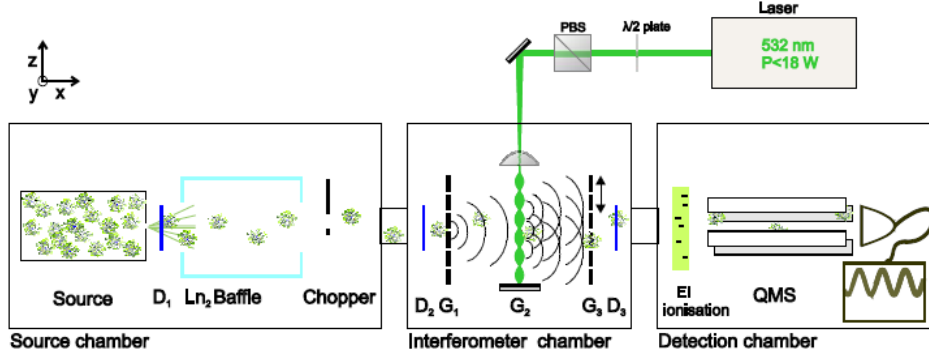 Laser
PBS
λ/2 plate
532 nm
P<18 W
z
y
x
Source
D1
Ln2 Baffle
Chopper
D2
G1
G2
G3
D3
EI
ionisation
QMS
Source chamber
Interferometer chamber
Detection chamber